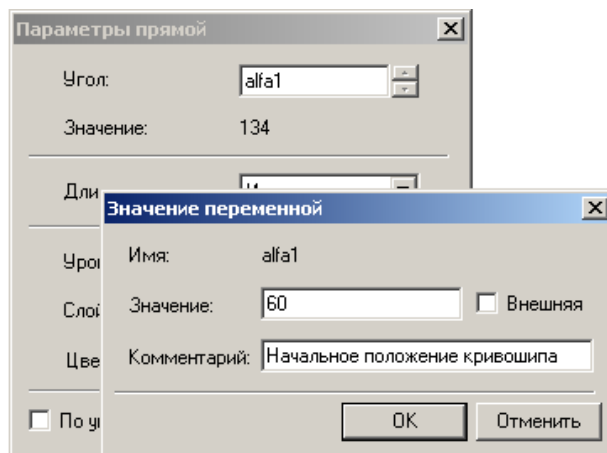 Параметры прямой
Угол:
alfa1
Значение:
134
Значение переменной
Имя:
alfa1
Значение:
60
Внешняя
Комментарий:
Начальное положение кривошипа
OK
Отменить